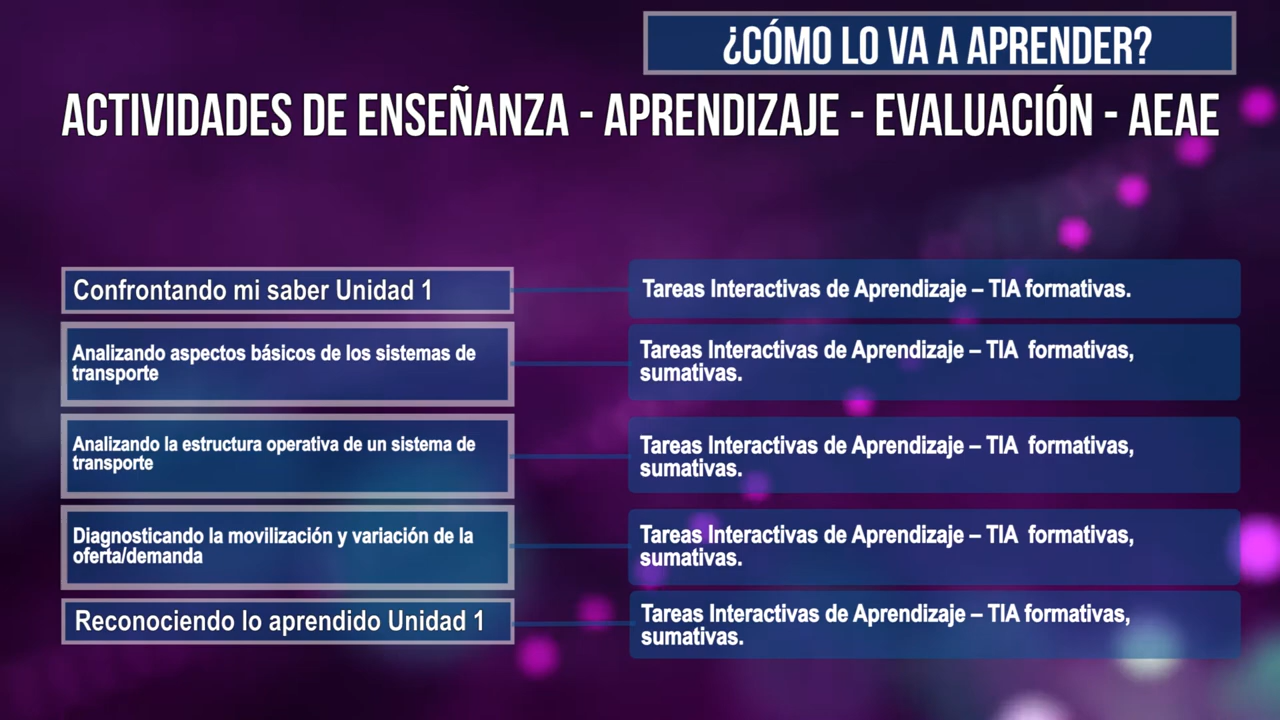 ¿CÓMO LO VA A APRENDER?
ACTIVIDADES DE ENSEÑANZA - APRENDIZAJE - EVALUACIÓN - AEAE
Confrontando mi saber Unidad 1
Tareas Interactivas de Aprendizaje – TIA formativas.
Analizando aspectos básicos de los sistemas de
transporte
Tareas Interactivas de Aprendizaje – TIA formativas,
sumativas.
Analizando la estructura operativa de un sistema de
transporte
Tareas Interactivas de Aprendizaje – TIA formativas,
sumativas.
Diagnosticando la movilización y variación de la
oferta/demanda
Tareas Interactivas de Aprendizaje – TIA formativas,
sumativas.
Reconociendo lo aprendido Unidad 1
Tareas Interactivas de Aprendizaje – TIA formativas,
sumativas.